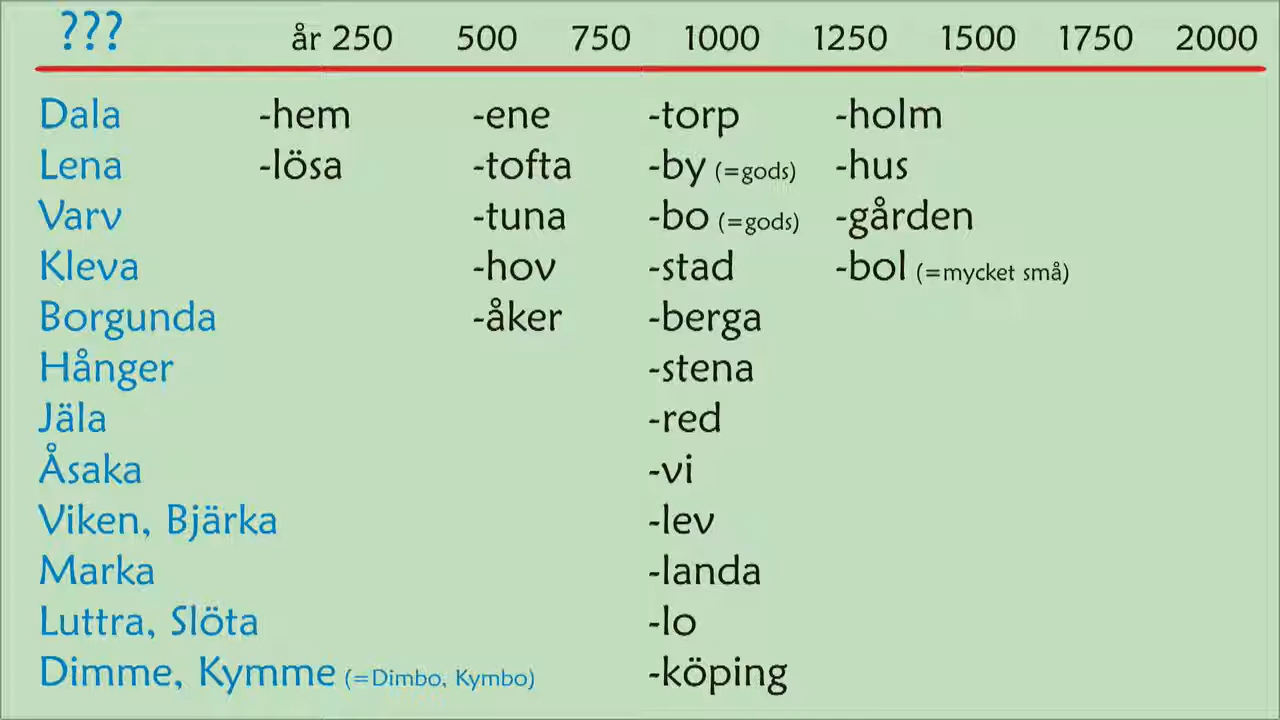 ??? år 250 500 750 1000 1250 1500 1750 2000
Dala -hem -ene -torp -holm
Lena -lösa -tofta -by (=gods) -hus
Varv -tuna -bo (=gods) -gården
Kleva -hov -stad -bol (=mycket små)
Borgunda -åker -berga
Hånger -stena
Jäla -red
Åsaka -vi
Viken, Bjärka -lev
Marka -landa
Luttra, Slöta -lo
Dimme, Kymme (=Dimbo, Kymbo) -köping